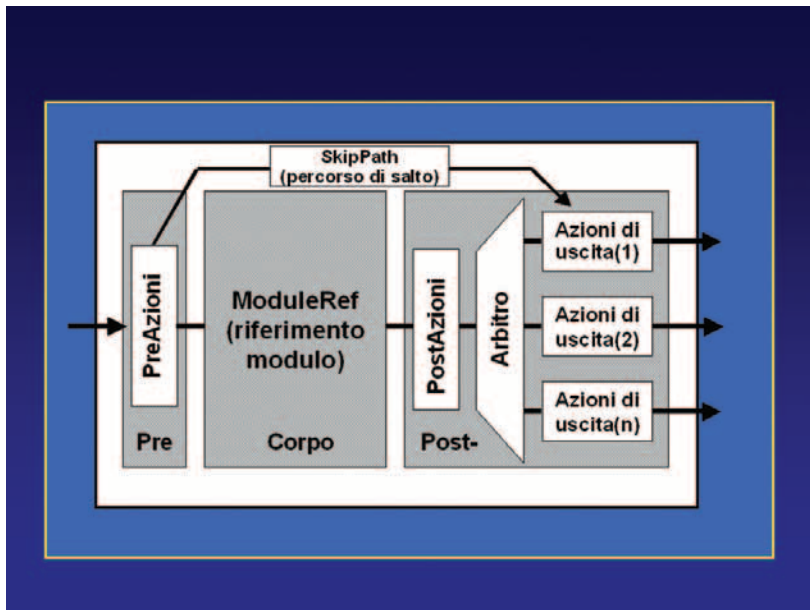 SkipPath
(percorso di salto)
PreAzioni
Pre
ModuleRef
(riferimento
modulo)
Corpo
PostAzioni
Post-
Arbitro
Azioni di
uscita(1)
Azioni di
uscita(2)
Azioni di
uscita(n)